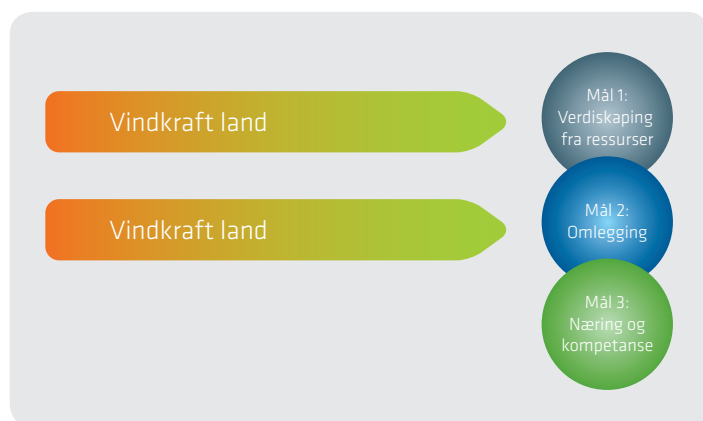 Vindkraft land
Mål 1:
Verdiskaping
fra ressurser
Vindkraft land
Mål 2:
Omlegging
Mål 3:
Næring og
kompetanse